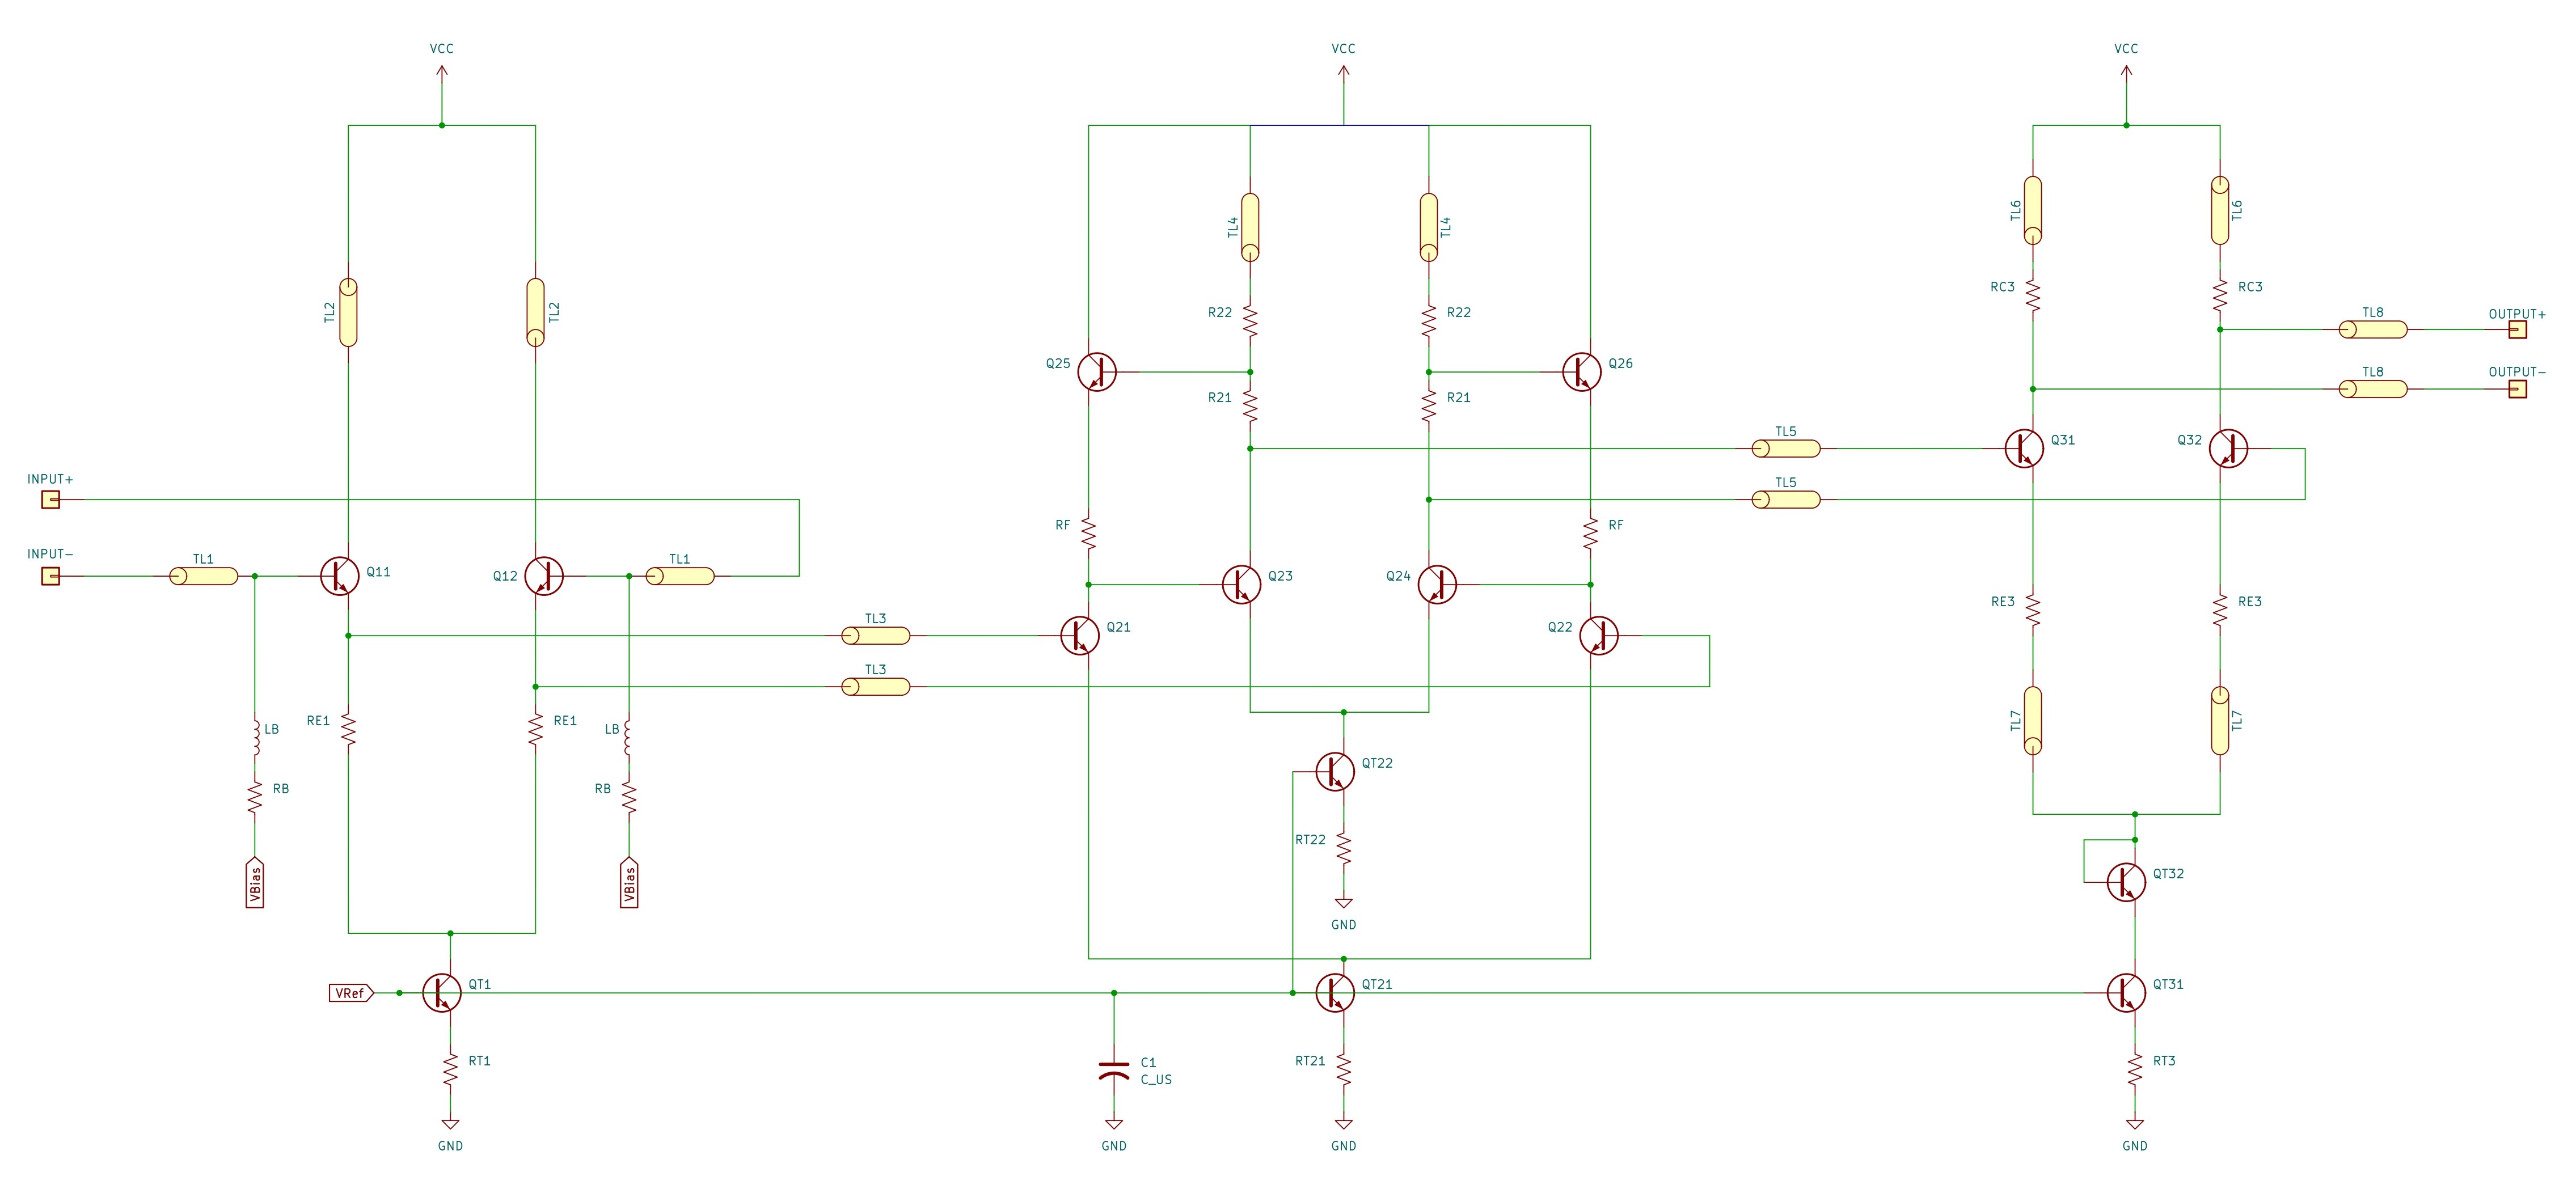 VCC
VCC
VCC
TL2
TL2
TL4
TL4
TL6
TL6
RC3
RC3
R22
R22
TL8
OUTPUT+
Q25
Q26
TL8
OUTPUT-
R21
R21
TL5
Q31
Q32
INPUT+
TL5
RF
RF
INPUT-
TL1
Q11
Q12
TL1
Q23
Q24
RE3
RE3
TL3
Q21
Q22
TL3
LB
RE1
RE1
LB
TL7
TL7
QT22
RB
RB
RT22
VBias
VBias
QT32
GND
VRef
QT1
QT21
QT31
RT1
C1
C_US
RT21
RT3
GND
GND
GND
GND